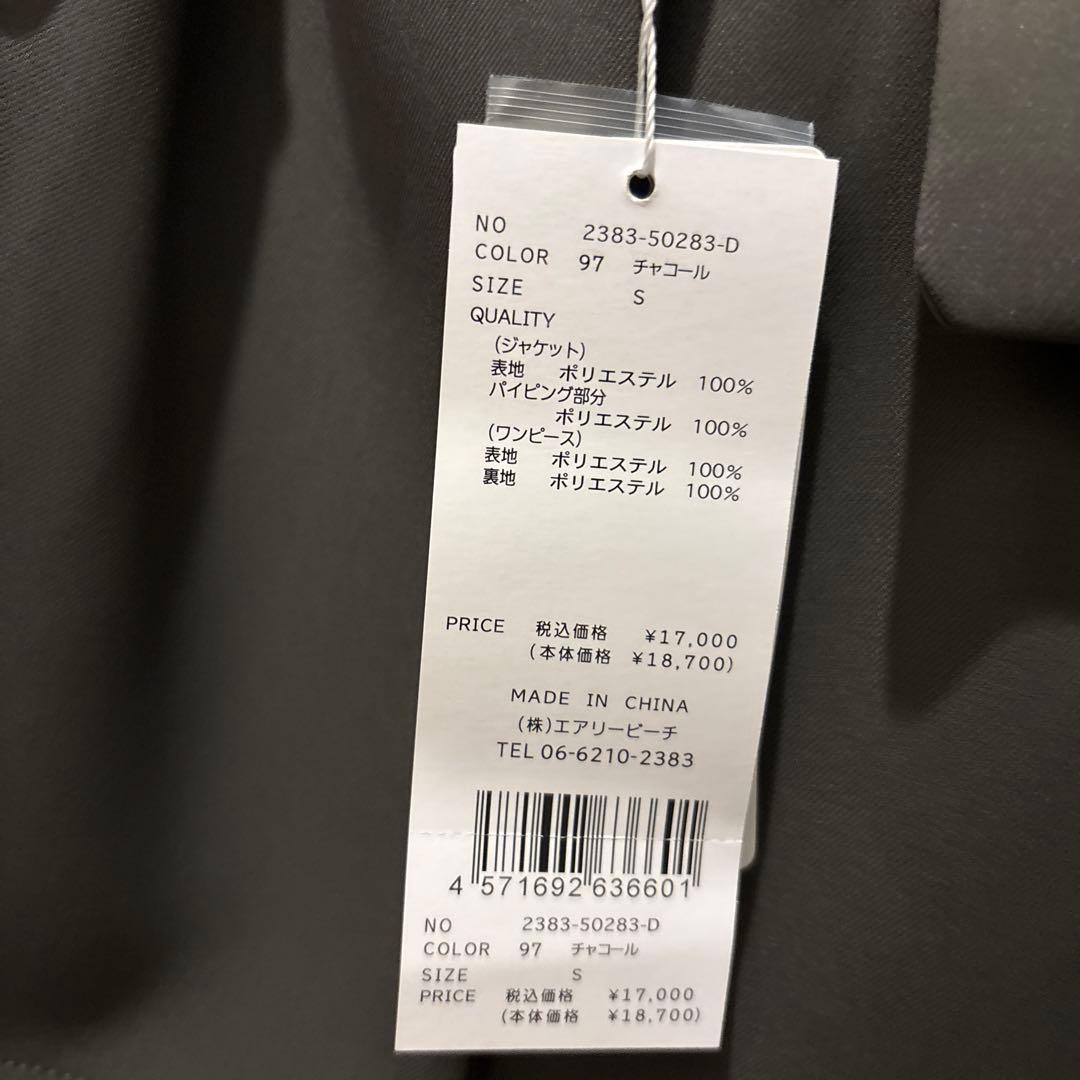 NO 2383-50283-D
COLOR 97 チャコール
SIZE S
QUALITY
(ジャケット)
表地 ポリエステル 100%
パイピング部分
ポリエステル 100%
(ワンピース)
表地 ポリエステル 100%
裏地 ポリエステル 100%
PRICE 税込価格 ¥17,000
(本体価格 ¥18,700)
MADE IN CHINA
(株)エアリーピーチ
TEL 06-6210-2383
4 571692 636601
NO 2383-50283-D
COLOR 97 チャコール
SIZE S
PRICE 税込価格 ¥17,000
(本体価格 ¥18,700)